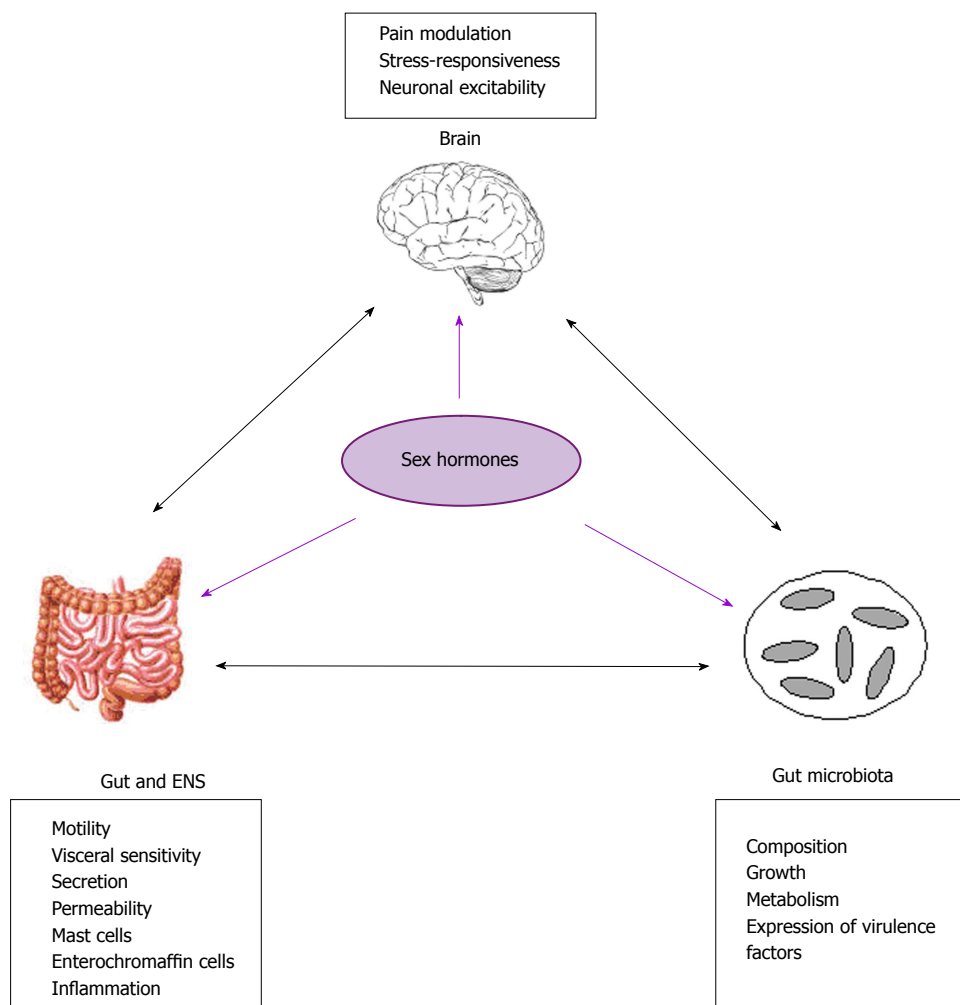 Pain modulation
Stress-responsiveness
Neuronal excitability
Brain
Sex hormones
Gut and ENS
Motility
Visceral sensitivity
Secretion
Permeability
Mast cells
Enterochromaffin cells
Inflammation
Gut microbiota
Composition
Growth
Metabolism
Expression of virulence
factors